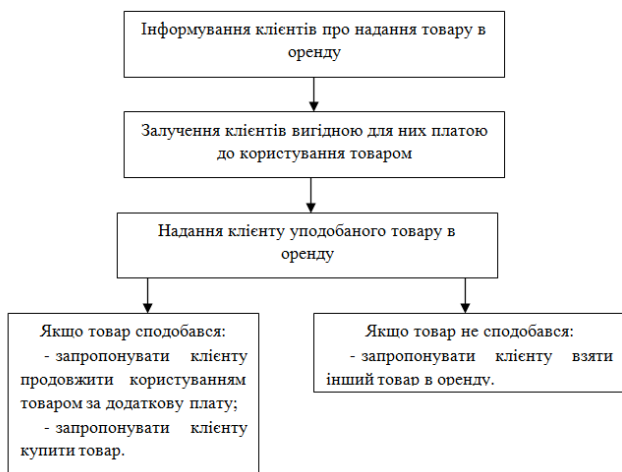 Інформування клієнтів про надання товару в
оренду
Залучення клієнтів вигідною для них платою
до користування товаром
Надання клієнту уподобаного товару в
оренду
Якщо товар сподобався:
- запропонувати клієнту
продовжити користуванням
товаром за додаткову плату;
- запропонувати клієнту
купити товар.
Якщо товар не сподобався:
- запропонувати клієнту взяти
інший товар в оренду.